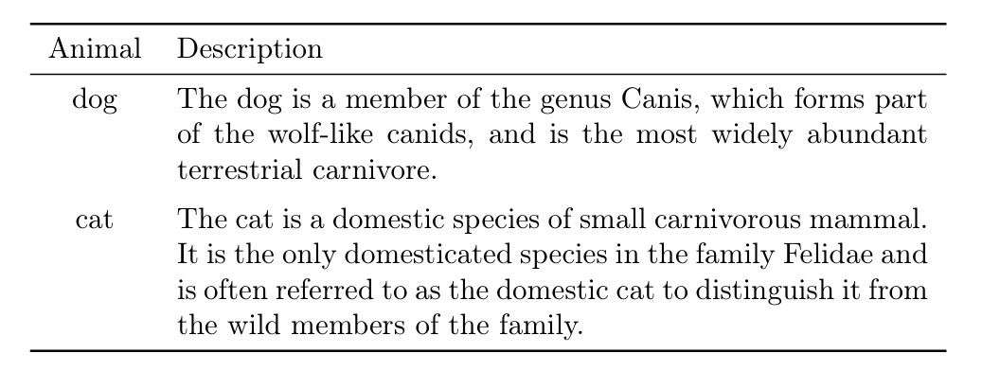 Animal Description
dog The dog is a member of the genus Canis, which forms part
of the wolf-like canids, and is the most widely abundant
terrestrial carnivore.
cat The cat is a domestic species of small carnivorous mammal.
It is the only domesticated species in the family Felidae and
is often referred to as the domestic cat to distinguish it from
the wild members of the family.